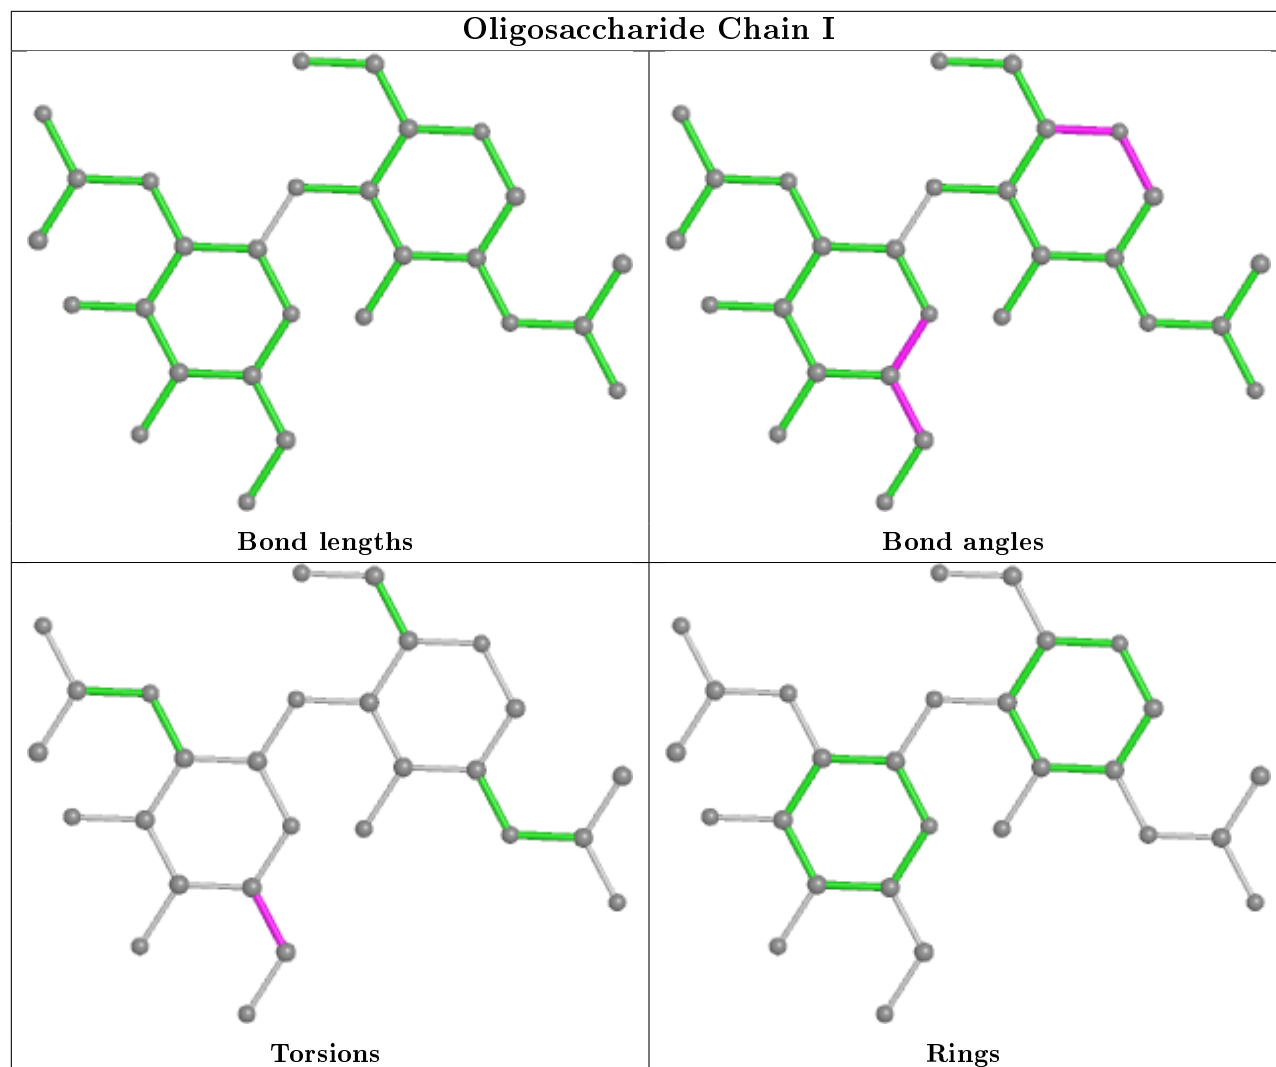 Oligosaccharide Chain I
Bond lengths
Bond angles
Torsions
Rings